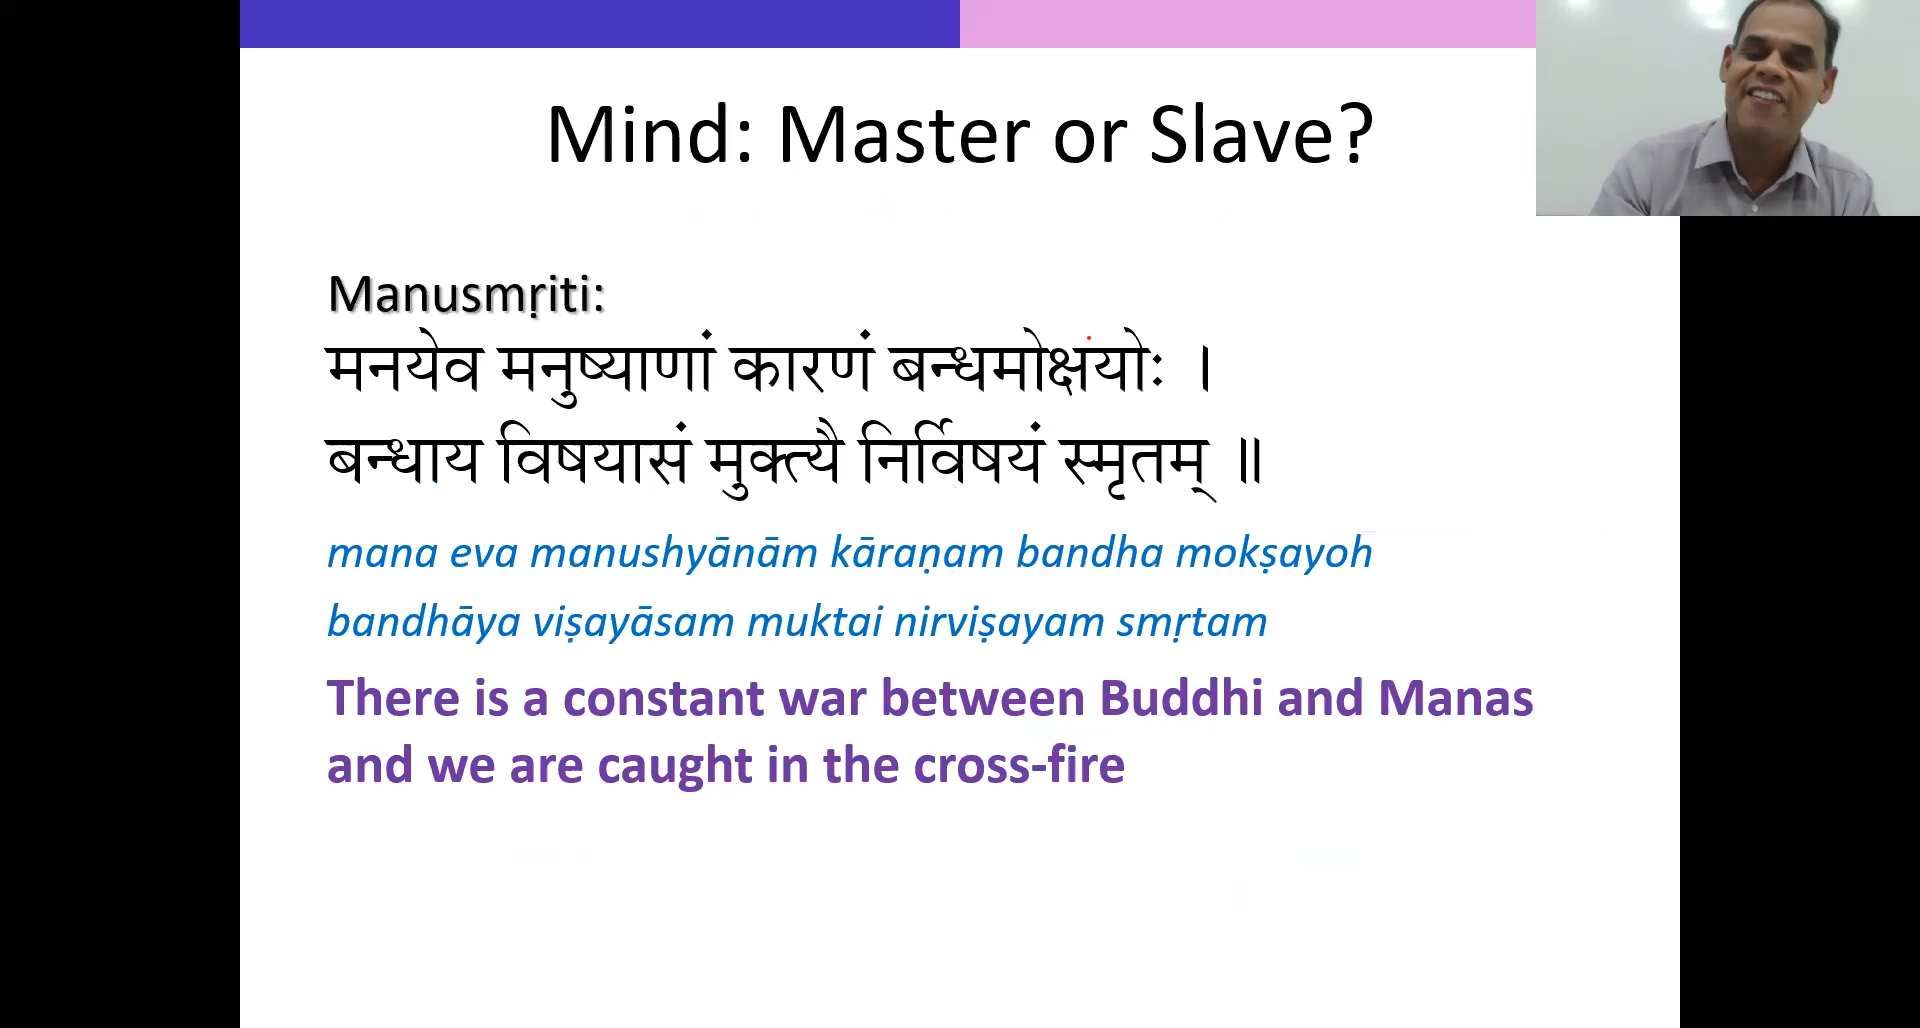 Mind: Master or Slave?
Manusmṛiti:
मनयेव मनुष्याणां कारणं बन्धमोक्षयोः ।
बन्धाय विषयासं मुक्त्यै निर्विषयं स्मृतम् ॥
mana eva manushyānām kāraṇam bandha mokṣayoh
bandhāya viṣayāsam muktai nirviṣayam smṛtam
There is a constant war between Buddhi and Manas
and we are caught in the cross-fire